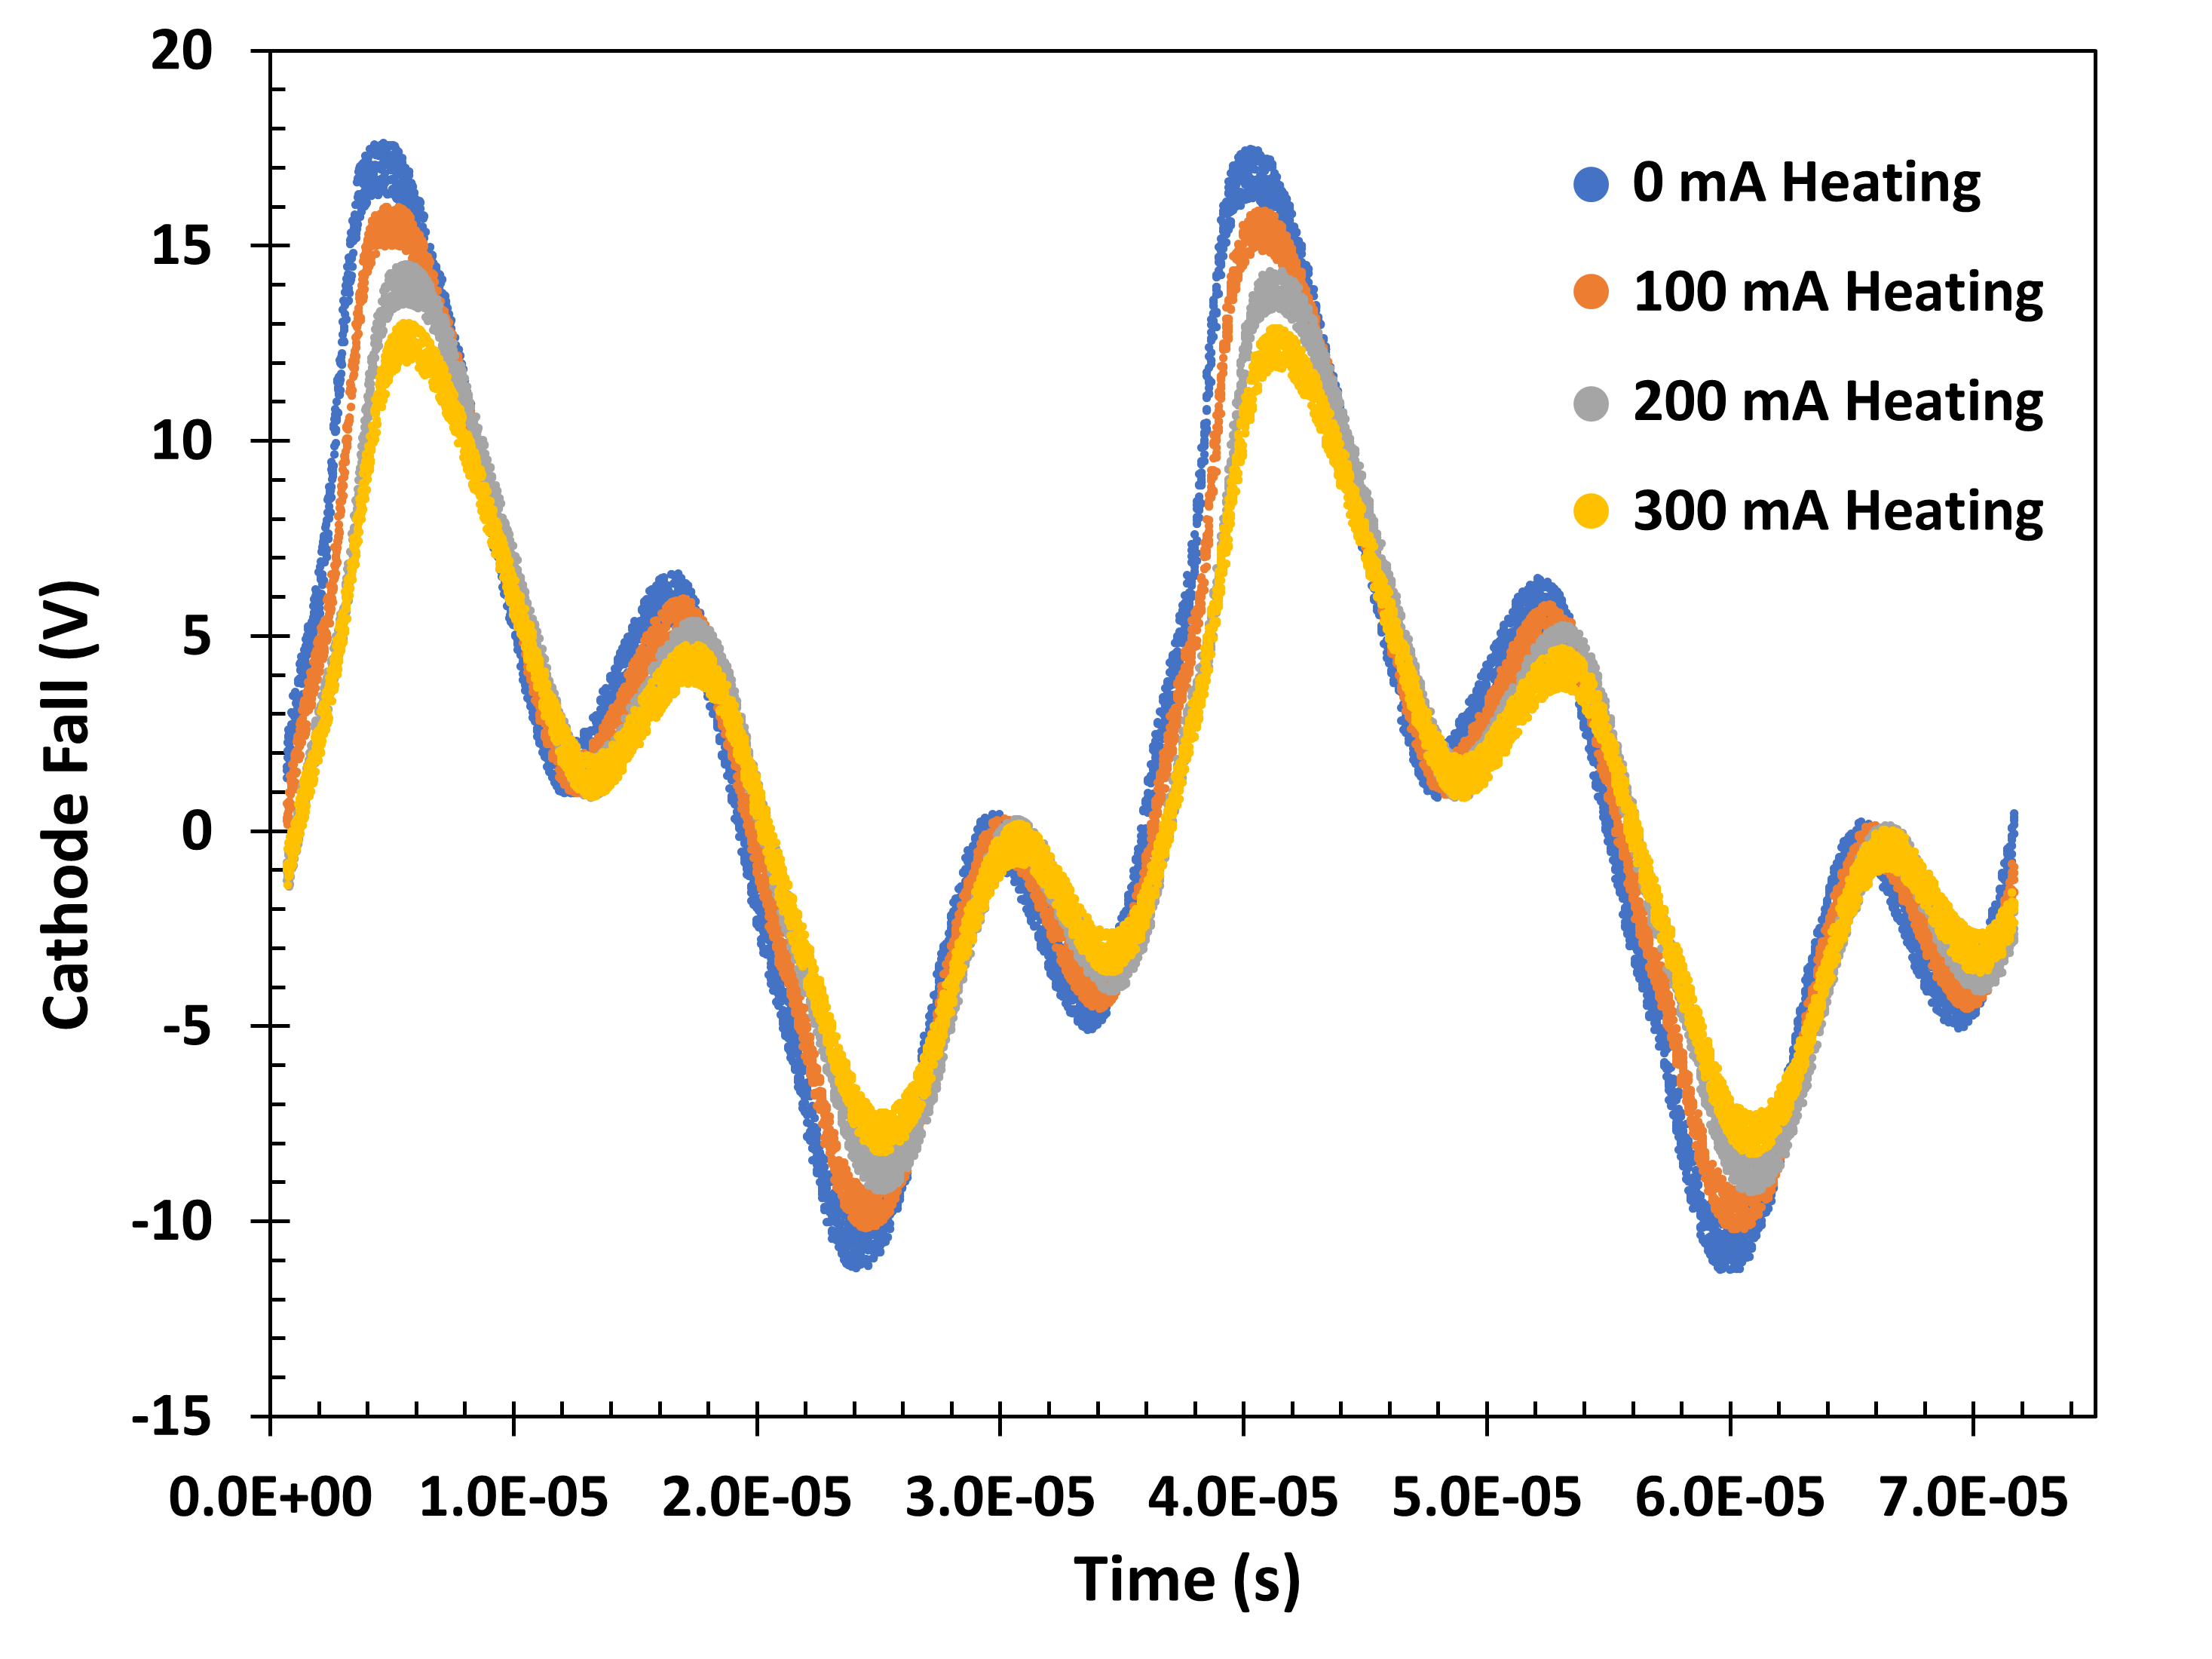 20
15
10
5
0
-5
-10
-15
Cathode Fall (V)
0 mA Heating
100 mA Heating
200 mA Heating
300 mA Heating
0.0E+00 1.0E-05 2.0E-05 3.0E-05 4.0E-05 5.0E-05 6.0E-05 7.0E-05
Time (s)